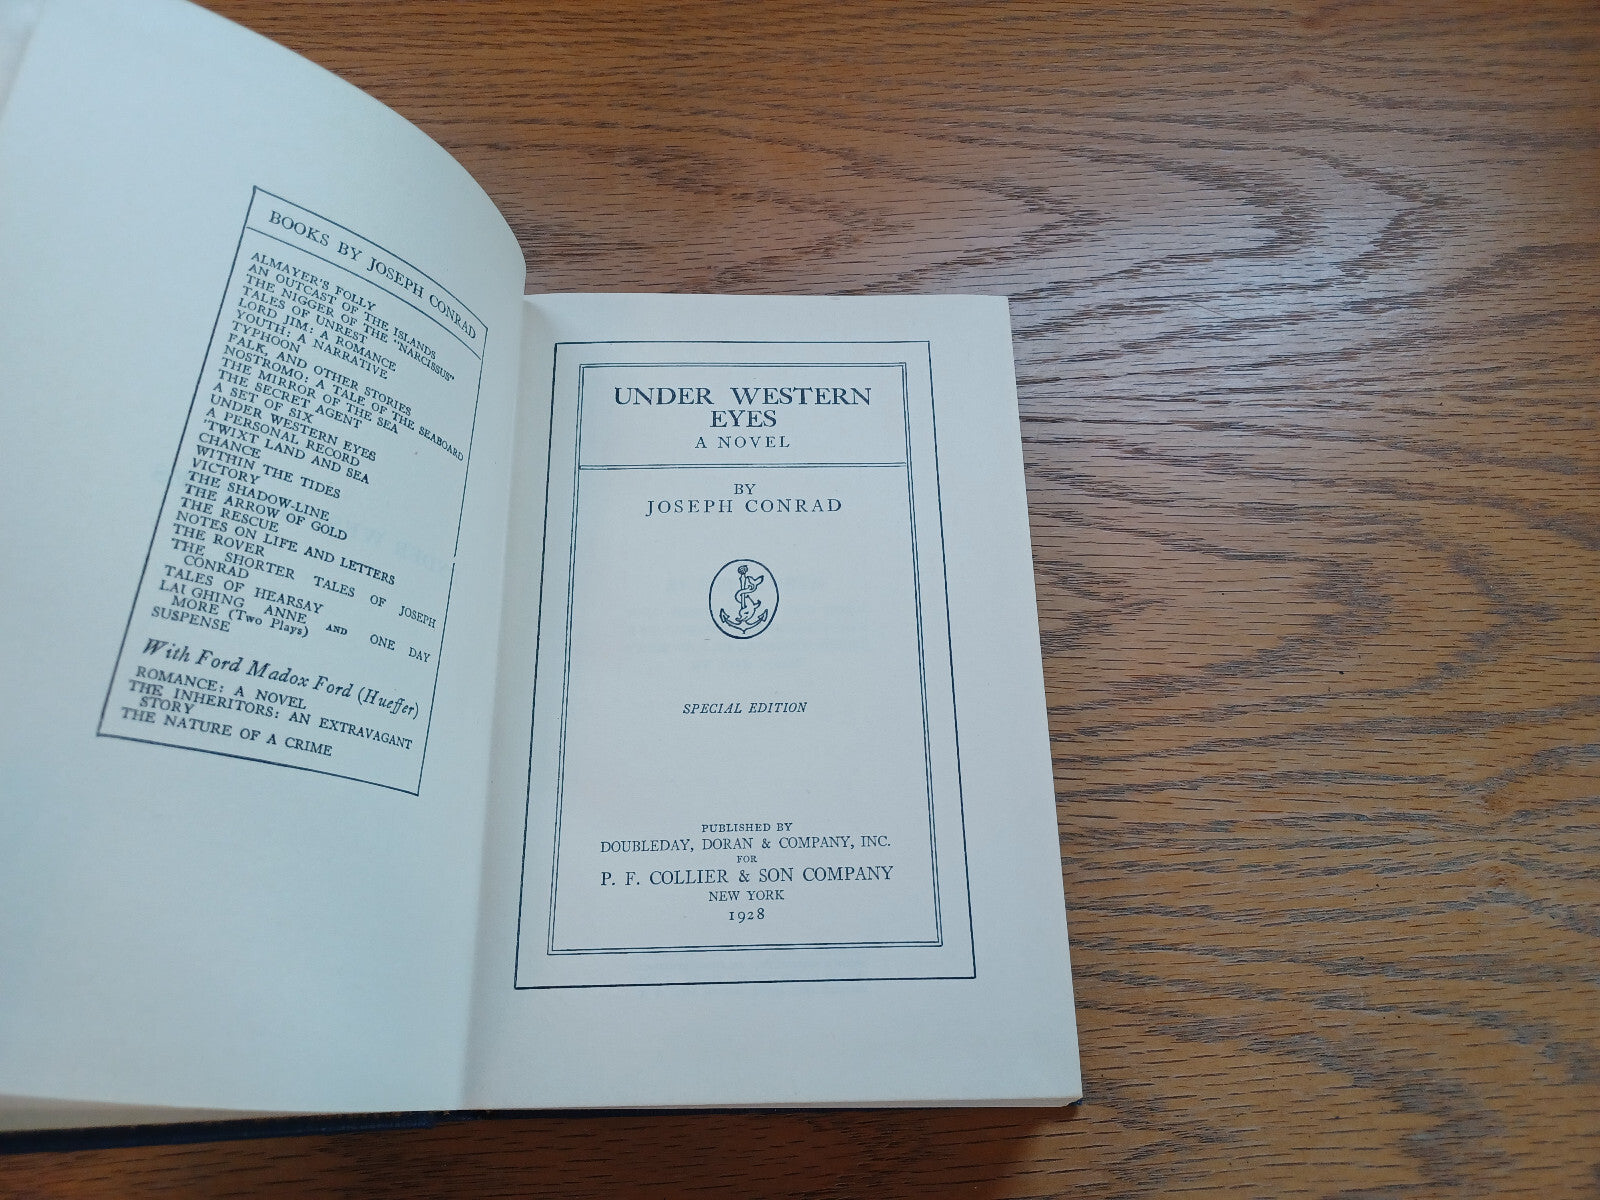 BOOKS BY JOSEPH CONRAD
ALMAYER'S FOLLY
AN OUTCAST OF THE ISLANDS
THE NIGGER OF THE "NARCISSUS"
TALES OF UNREST
LORD JIM: A ROMANCE
YOUTH: A NARRATIVE
TYPHOON
FALK, AND OTHER STORIES
NOSTROMO: A TALE OF THE SEABOARD
THE MIRROR OF THE SEA
THE SECRET AGENT
A SET OF SIX
UNDER WESTERN EYES
A PERSONAL RECORD
'TWIXT LAND AND SEA
CHANCE
WITHIN THE TIDES
VICTORY
THE SHADOW-LINE
THE ARROW OF GOLD
THE RESCUE
NOTES ON LIFE AND LETTERS
THE ROVER
THE SHORTER TALES OF JOSEPH
CONRAD
TALES OF HEARSAY
LAUGHING ANNE AND ONE DAY
MORE (Two Plays)
SUSPENSE
With Ford Madox Ford (Hueffer)
ROMANCE: A NOVEL
THE INHERITORS: AN EXTRAVAGANT
STORY
THE NATURE OF A CRIME
UNDER WESTERN
EYES
A NOVEL
BY
JOSEPH CONRAD
SPECIAL EDITION
PUBLISHED BY
DOUBLEDAY, DORAN & COMPANY, INC.
FOR
P. F. COLLIER & SON COMPANY
NEW YORK
1928